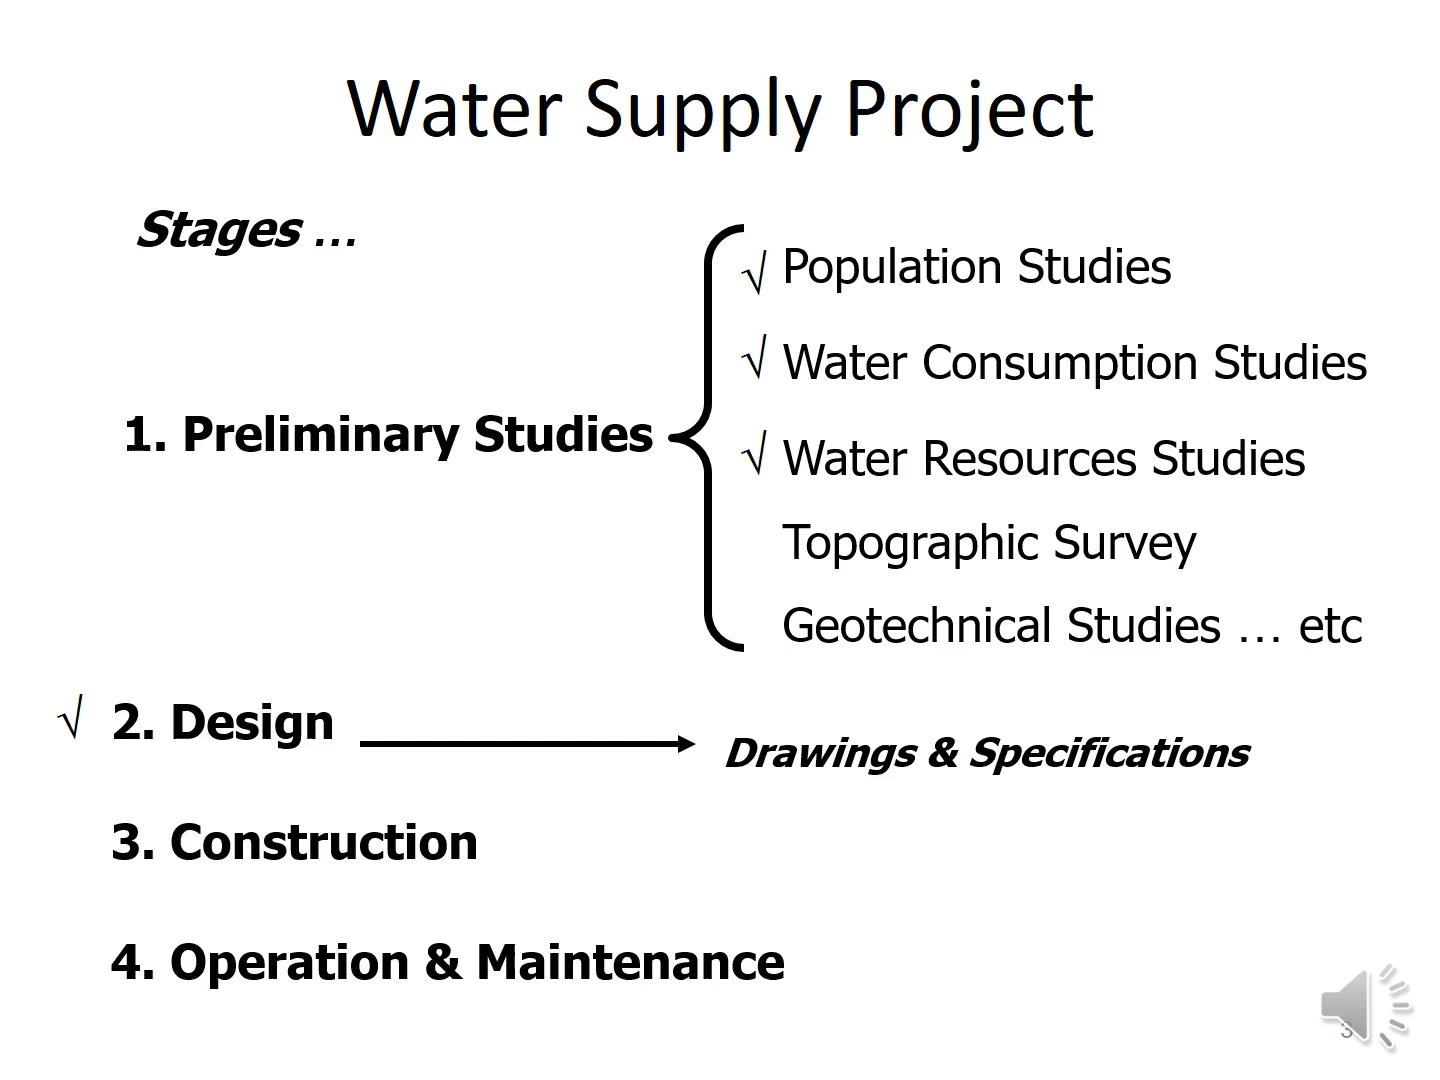 Water Supply Project
Stages …
√ Population Studies
√ Water Consumption Studies
1. Preliminary Studies
√ Water Resources Studies
Topographic Survey
Geotechnical Studies … etc
√ 2. Design
Drawings & Specifications
3. Construction
4. Operation & Maintenance
3